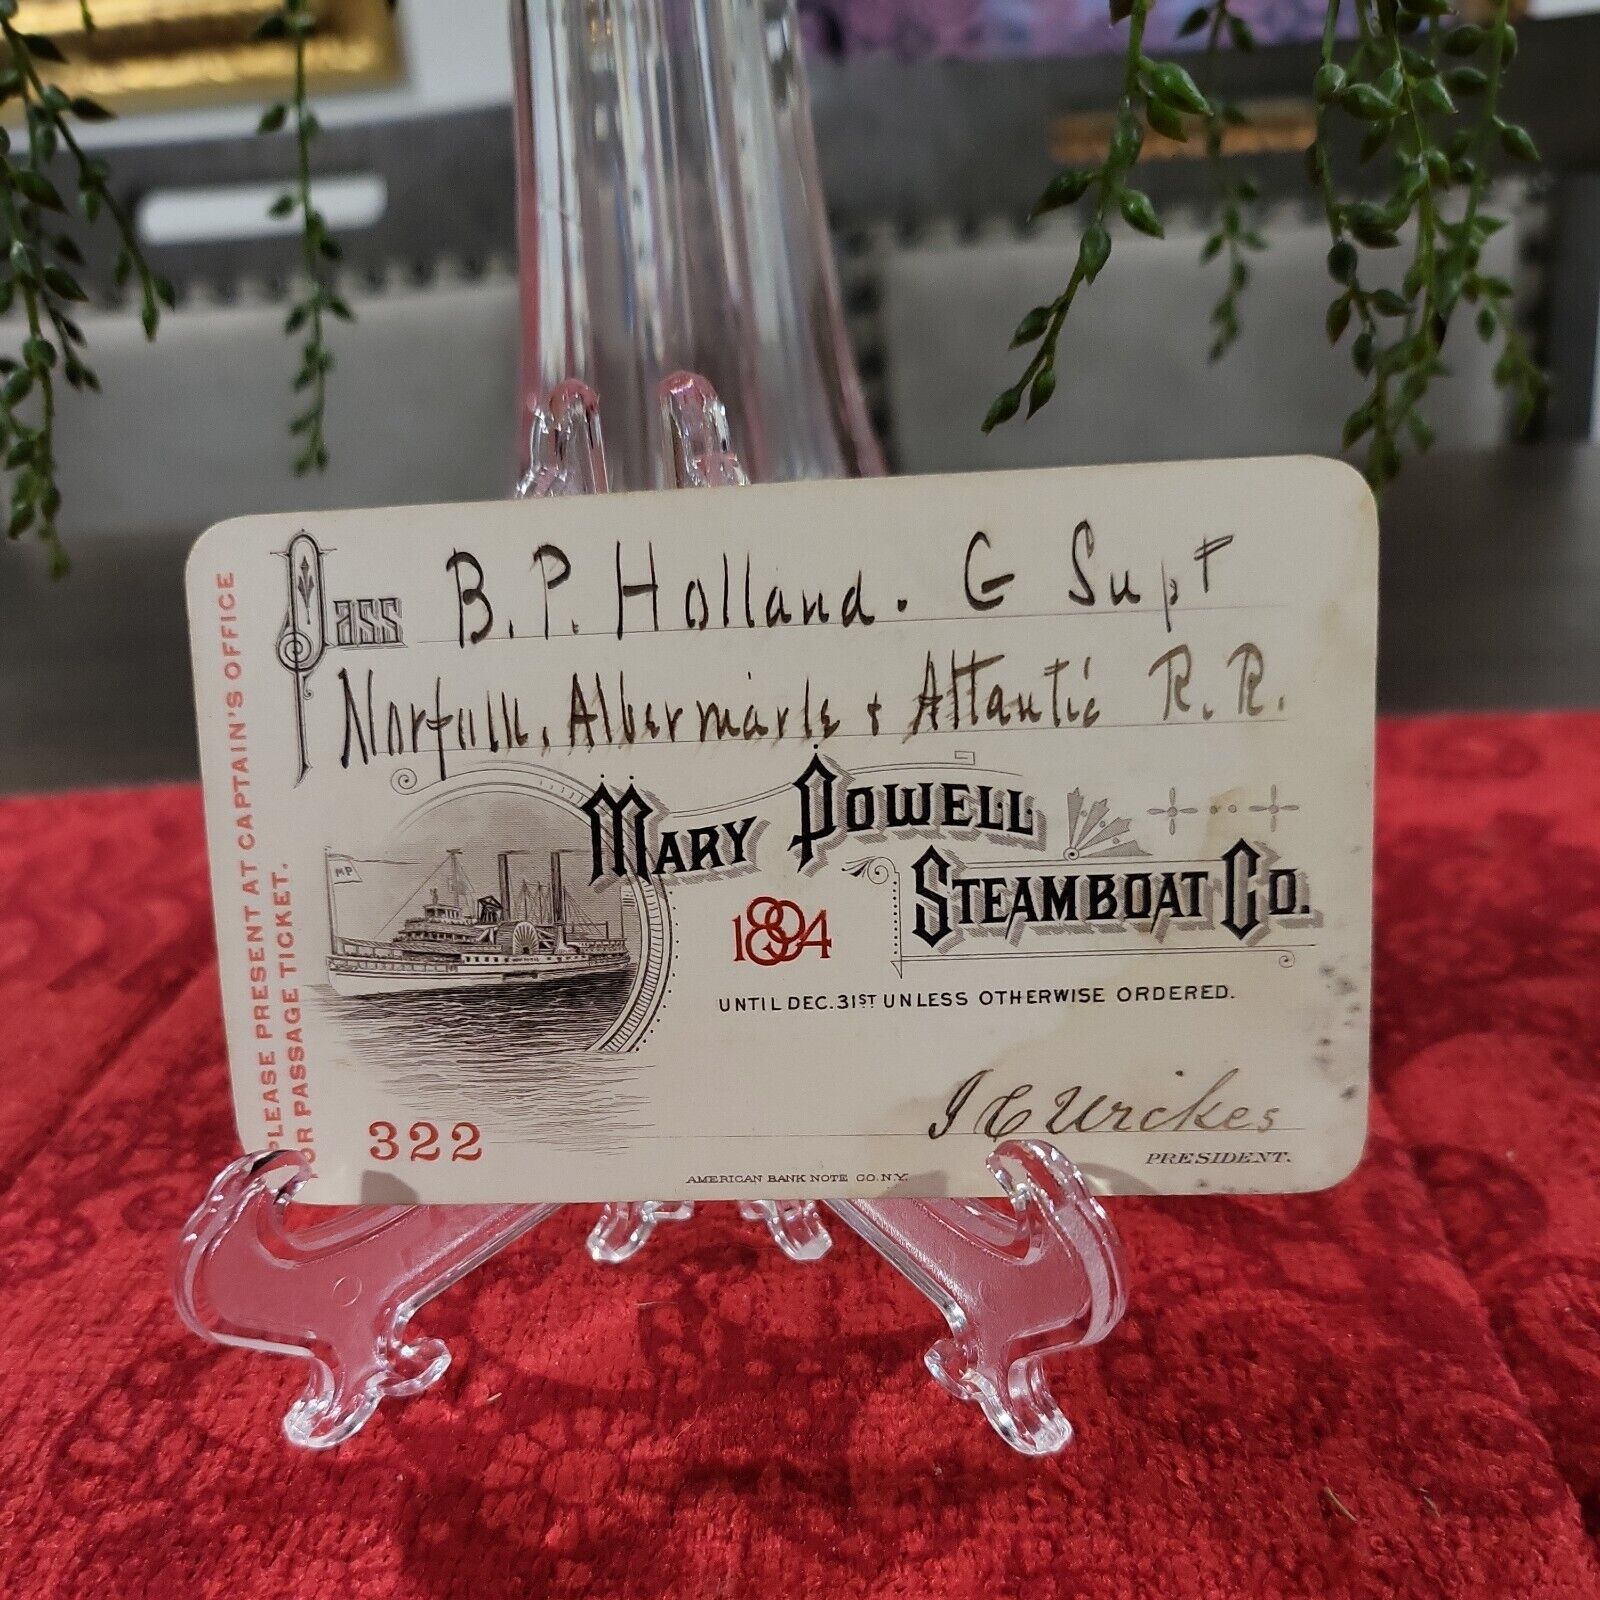 Pass B. P. Holland. G Supt
Norfolk, Albermarle & Atlantic R. R.
MARY POWELL
STEAMBOAT CO.
1894
UNTIL DEC. 31ST UNLESS OTHERWISE ORDERED.
MP
322
PRESIDENT.
AMERICAN BANK NOTE CO. N.Y.
PLEASE PRESENT AT CAPTAIN'S OFFICE
FOR PASSAGE TICKET.